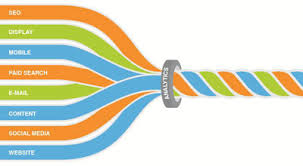 SEO
DISPLAY
MOBILE
PAID SEARCH
E-MAIL
CONTENT
SOCIAL MEDIA
WEBSITE
ANALYTICS